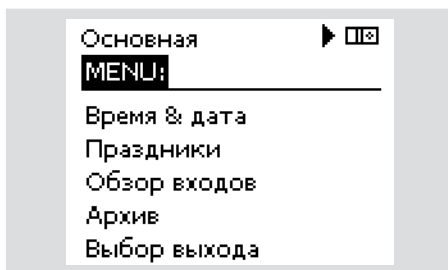 Основная
MENU:
Время & дата
Праздники
Обзор входов
Архив
Выбор выхода